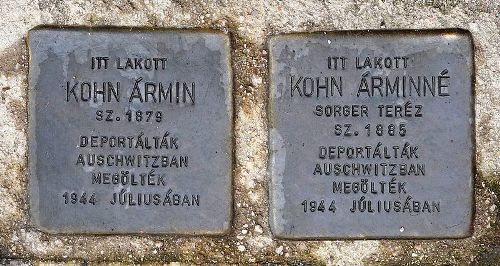 ITT LAKOTT
KOHN ÁRMIN
SZ. 1879
DEPORTÁLTÁK
AUSCHWITZBAN
MEGÖLTÉK
1944 JÚLIUSÁBAN
ITT LAKOTT
KOHN ÁRMINNÉ
SORGER TERÉZ
SZ. 1885
DEPORTÁLTÁK
AUSCHWITZBAN
MEGÖLTÉK
1944 JÚLIUSÁBAN